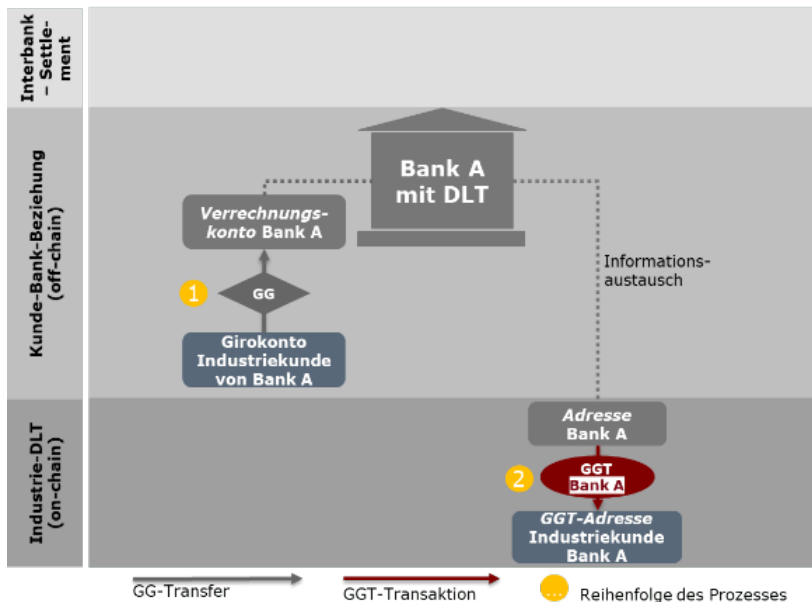 Interbank
– Settle-
ment
Kunde-Bank-Beziehung
(off-chain)
Industrie-DLT
(on-chain)
Bank A
mit DLT
Verrechnungs-
konto Bank A
1
GG
Girokonto
Industriekunde
von Bank A
Informations-
austausch
Adresse
Bank A
2
GGT
Bank A
GGT-Adresse
Industriekunde
Bank A
GG-Transfer
GGT-Transaktion
... Reihenfolge des Prozesses